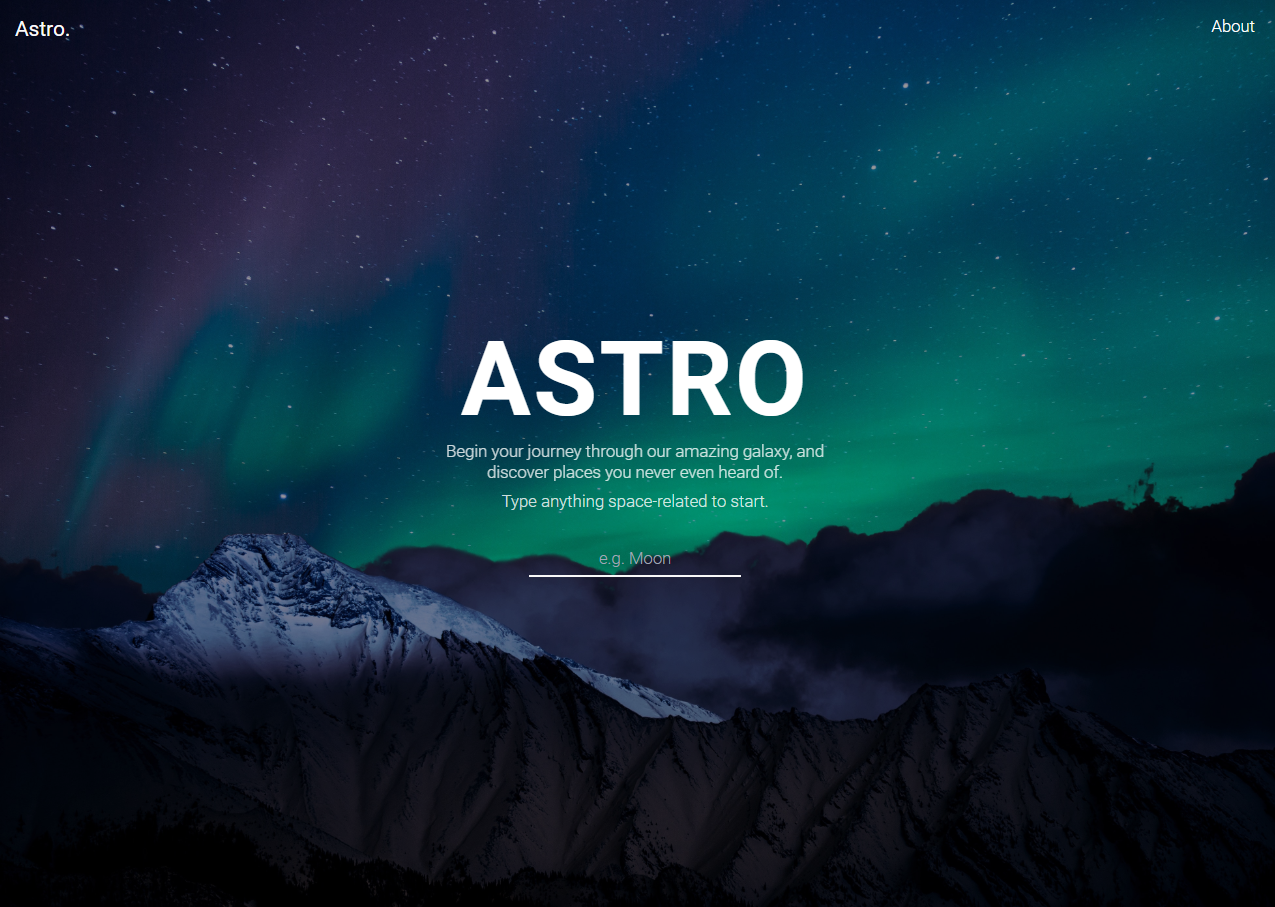 Astro.
About
ASTRO
Begin your journey through our amazing galaxy, and
discover places you never even heard of.
Type anything space-related to start.
e.g. Moon